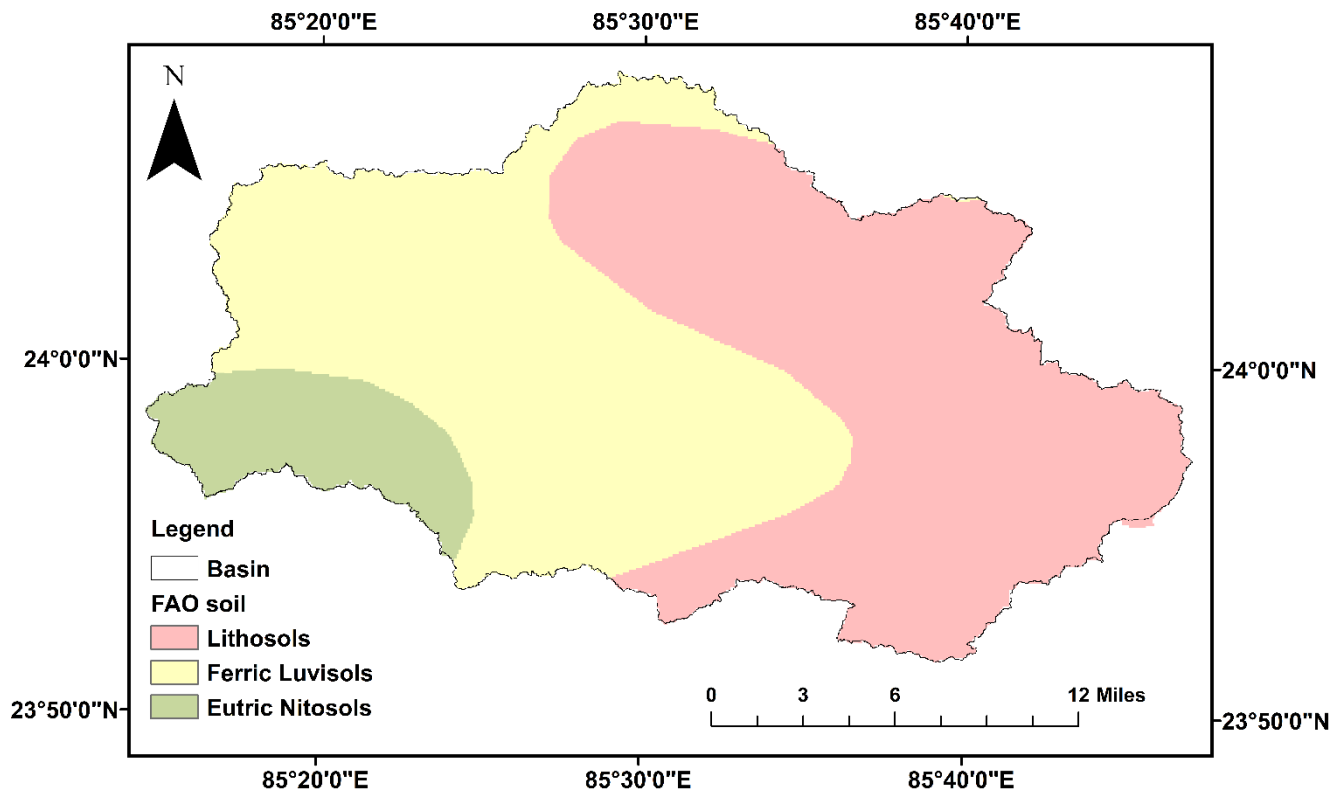 85°20'0"E 85°30'0"E 85°40'0"E
N
24°0'0"N 24°0'0"N
Legend
Basin
FAO soil
Lithosols
Ferric Luvisols
Eutric Nitosols
0 3 6 12 Miles
23°50'0"N 23°50'0"N
85°20'0"E 85°30'0"E 85°40'0"E